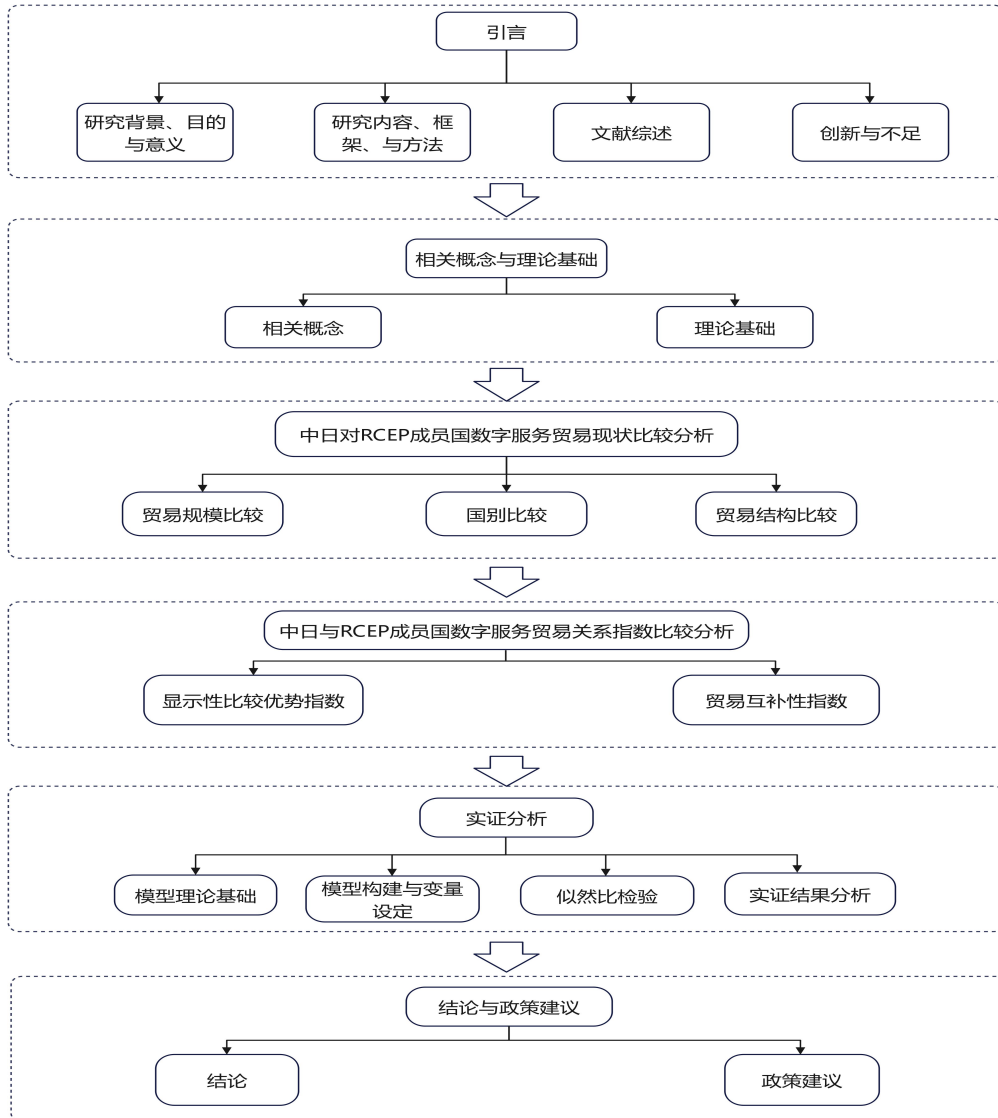 引言
研究背景、目的
与意义
研究内容、框
架、与方法
文献综述
创新与不足
相关概念与理论基础
相关概念
理论基础
中日对RCEP成员国数字服务贸易现状比较分析
贸易规模比较
国别比较
贸易结构比较
中日与RCEP成员国数字服务贸易关系指数比较分析
显示性比较优势指数
贸易互补性指数
实证分析
模型理论基础
模型构建与变量
设定
似然比检验
实证结果分析
结论与政策建议
结论
政策建议